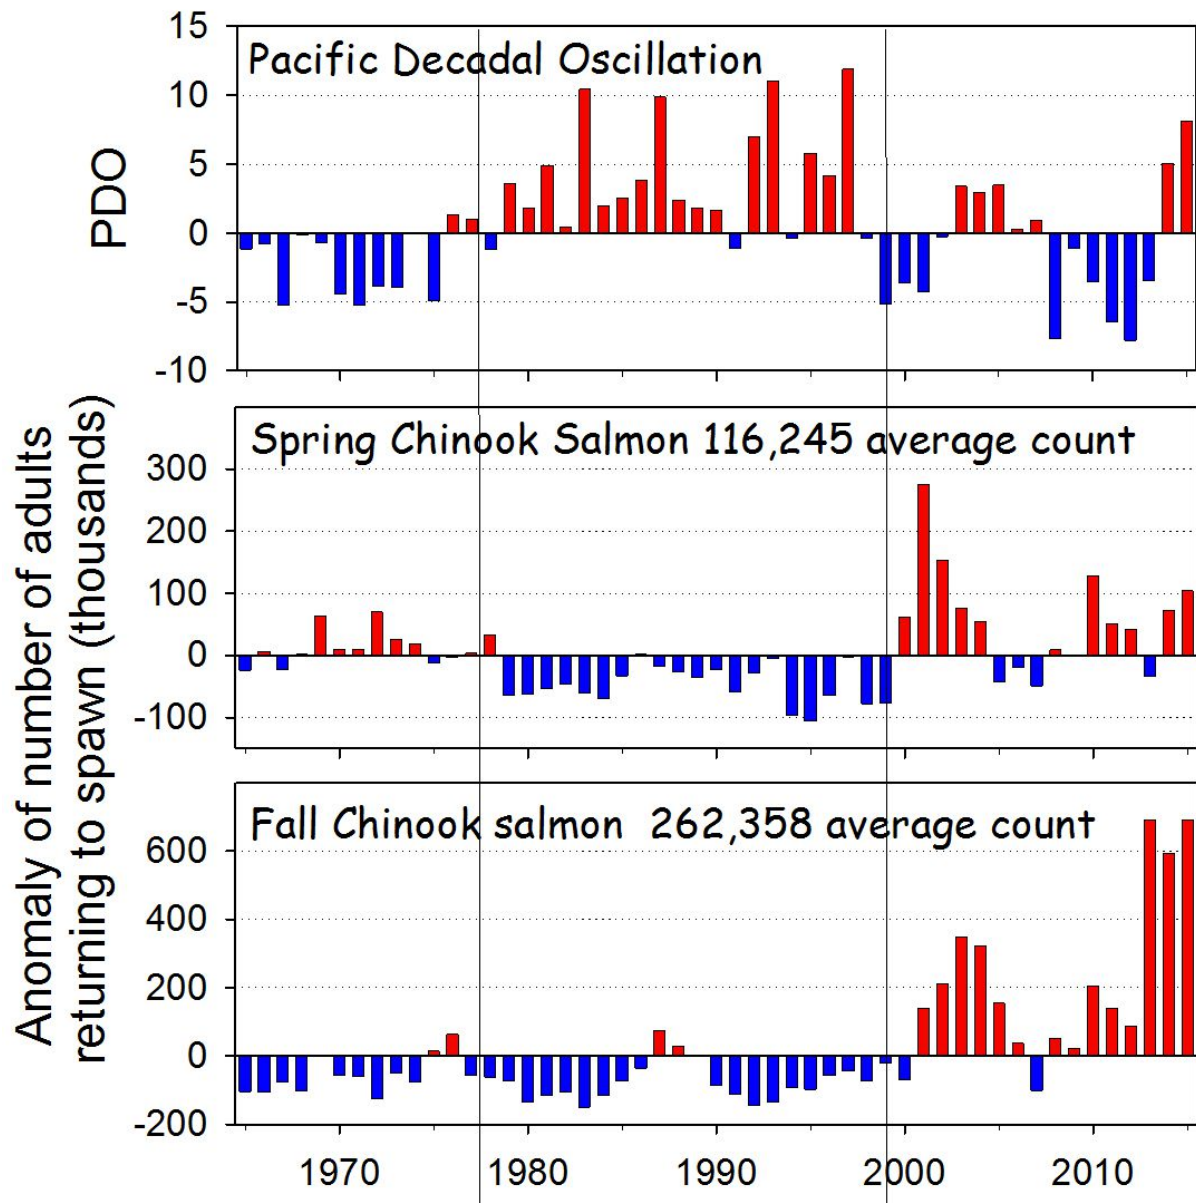 15
Pacific Decadal Oscillation
10
5
0
-5
-10
PDO
Anomaly of number of adults
returning to spawn (thousands)
Spring Chinook Salmon 116,245 average count
300
200
100
0
-100
Fall Chinook salmon 262,358 average count
600
400
200
0
-200
1970 1980 1990 2000 2010